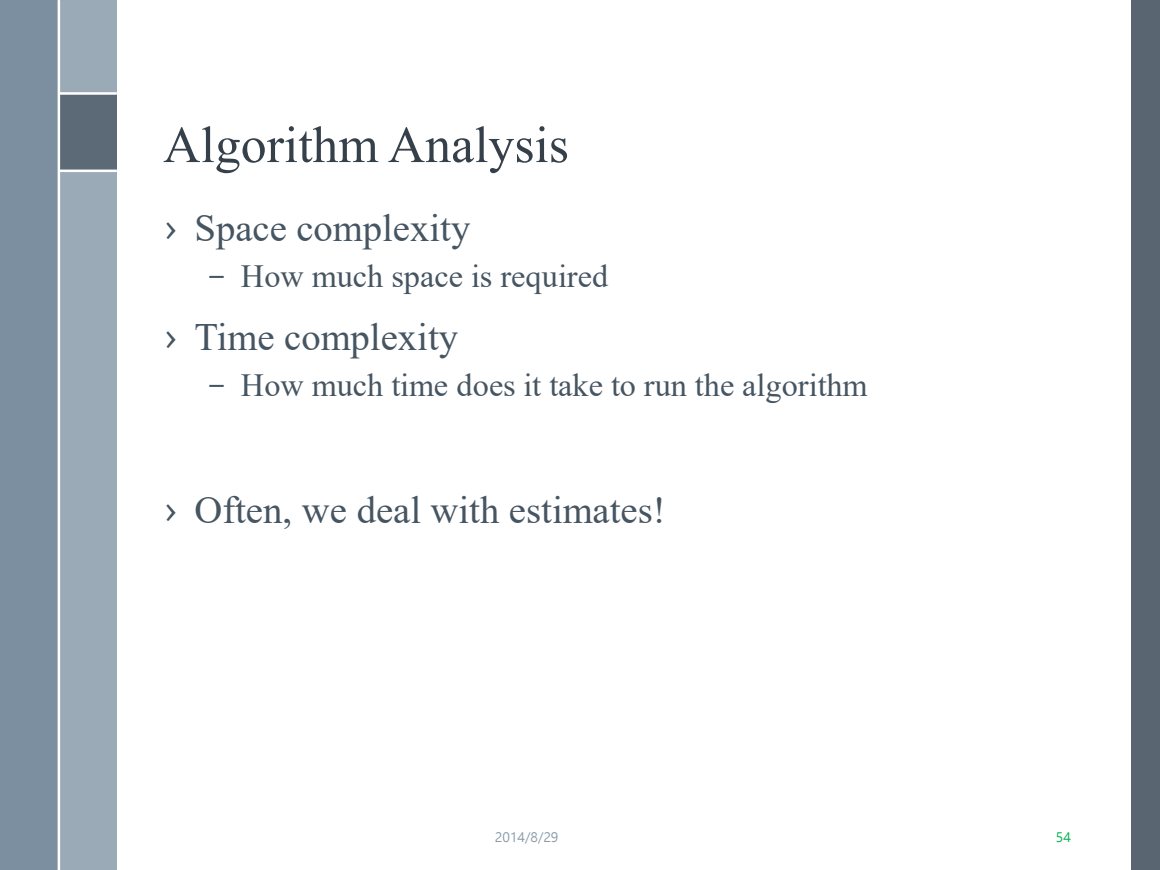 Algorithm Analysis
› Space complexity
– How much space is required
› Time complexity
– How much time does it take to run the algorithm
› Often, we deal with estimates!
2014/8/29
54